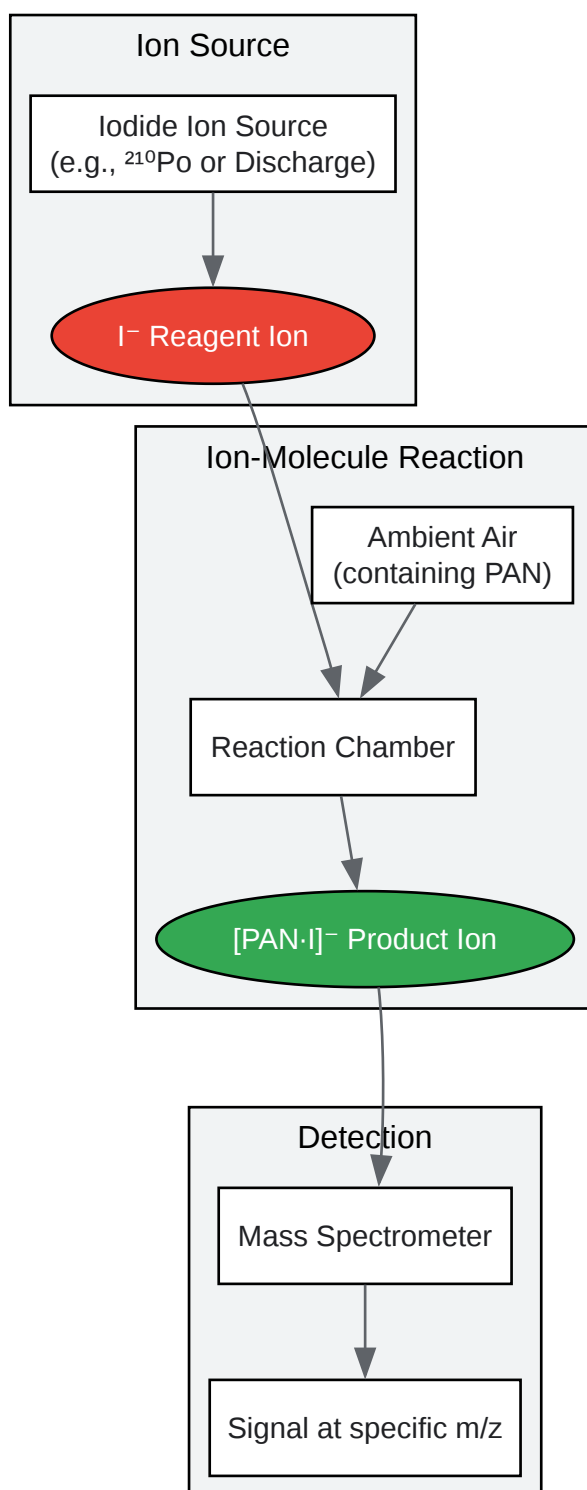 Ion Source
Iodide Ion Source
(e.g., ²¹⁰Po or Discharge)
I⁻ Reagent Ion
Ion-Molecule Reaction
Ambient Air
(containing PAN)
Reaction Chamber
[PAN·I]⁻ Product Ion
Detection
Mass Spectrometer
Signal at specific m/z